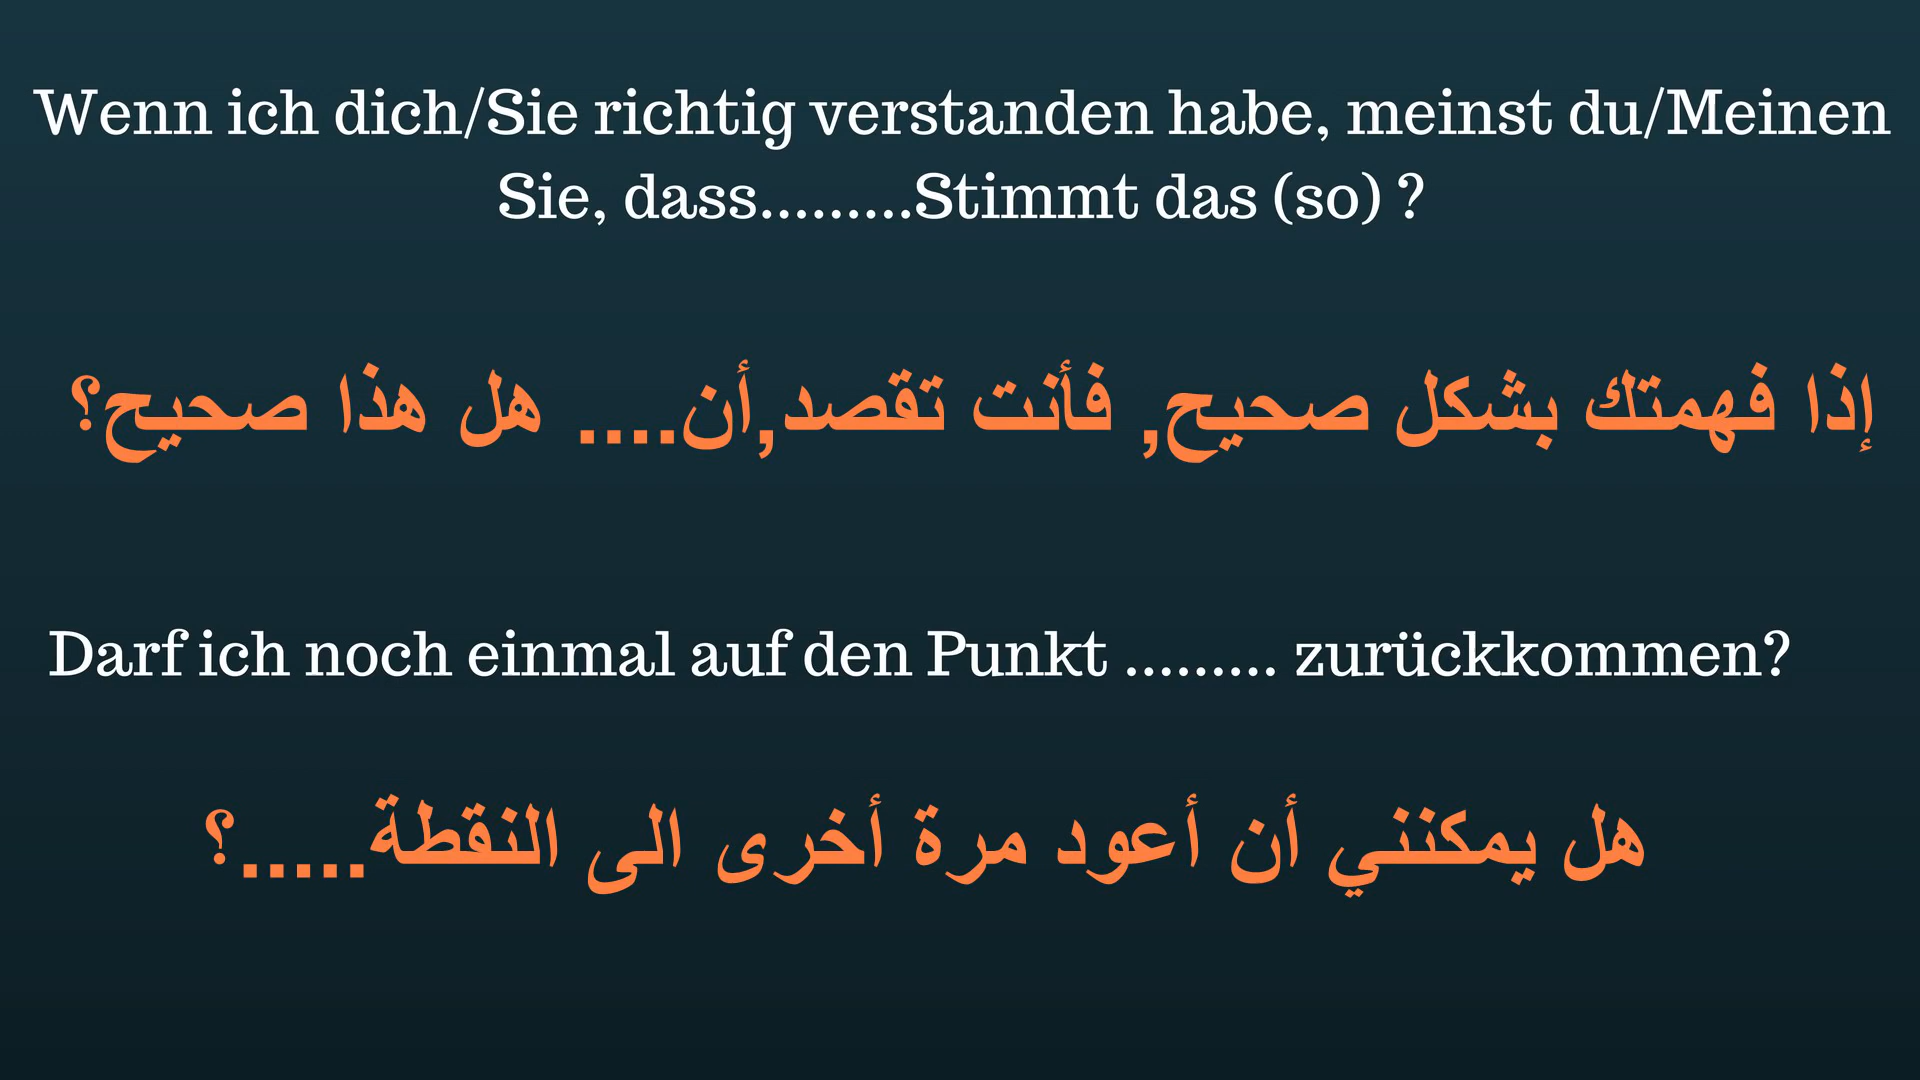 Wenn ich dich/Sie richtig verstanden habe, meinst du/Meinen
Sie, dass.........Stimmt das (so) ?
إذا فهمتك بشكل صحيح, فأنت تقصد,أن.... هل هذا صحيح؟
Darf ich noch einmal auf den Punkt ......... zurückkommen?
هل يمكنني أن أعود مرة أخرى الى النقطة.....؟